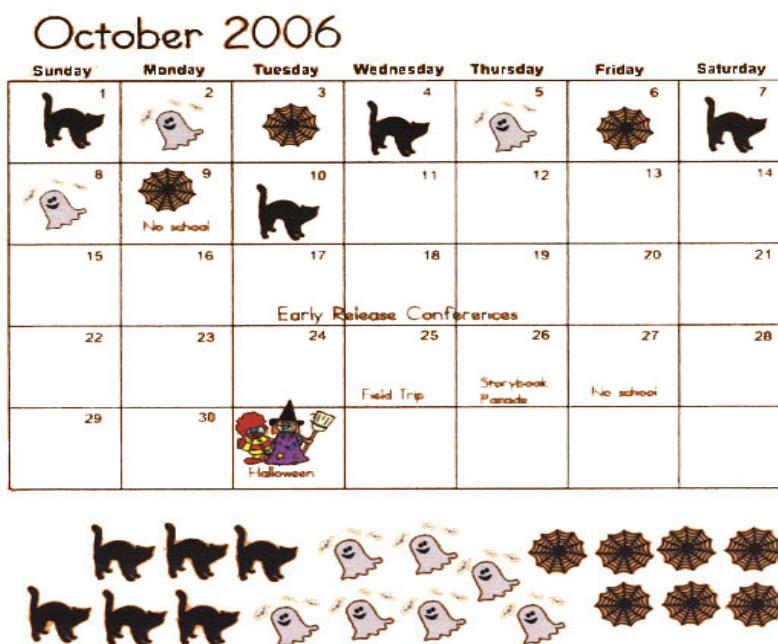 October 2006
Sunday Monday Tuesday Wednesday Thursday Friday Saturday
1 2 3 4 5 6 7
8 9 10 11 12 13 14
No school
15 16 17 18 19 20 21
Early Release Conferences
22 23 24 25 26 27 28
Field Trip Storybook Parade No school
29 30
Halloween